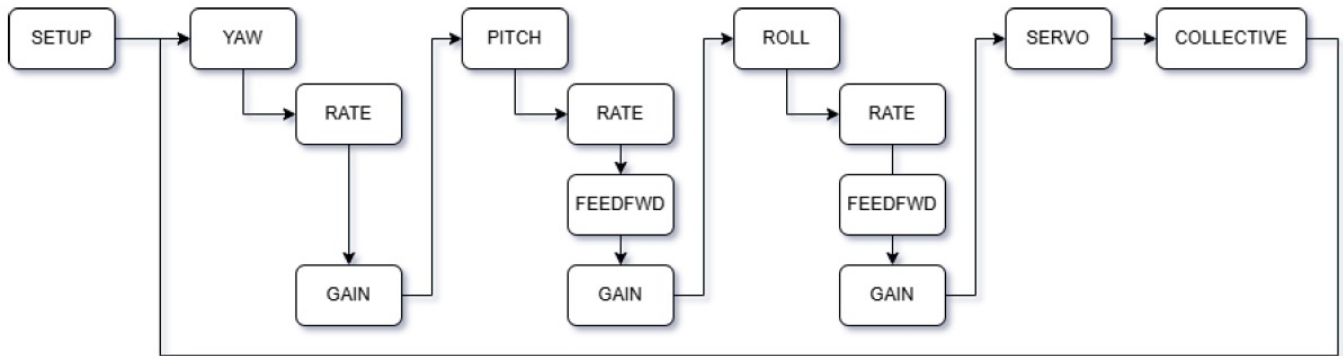 SETUP
YAW
RATE
GAIN
PITCH
RATE
FEEDFWD
GAIN
ROLL
RATE
FEEDFWD
GAIN
SERVO
COLLECTIVE